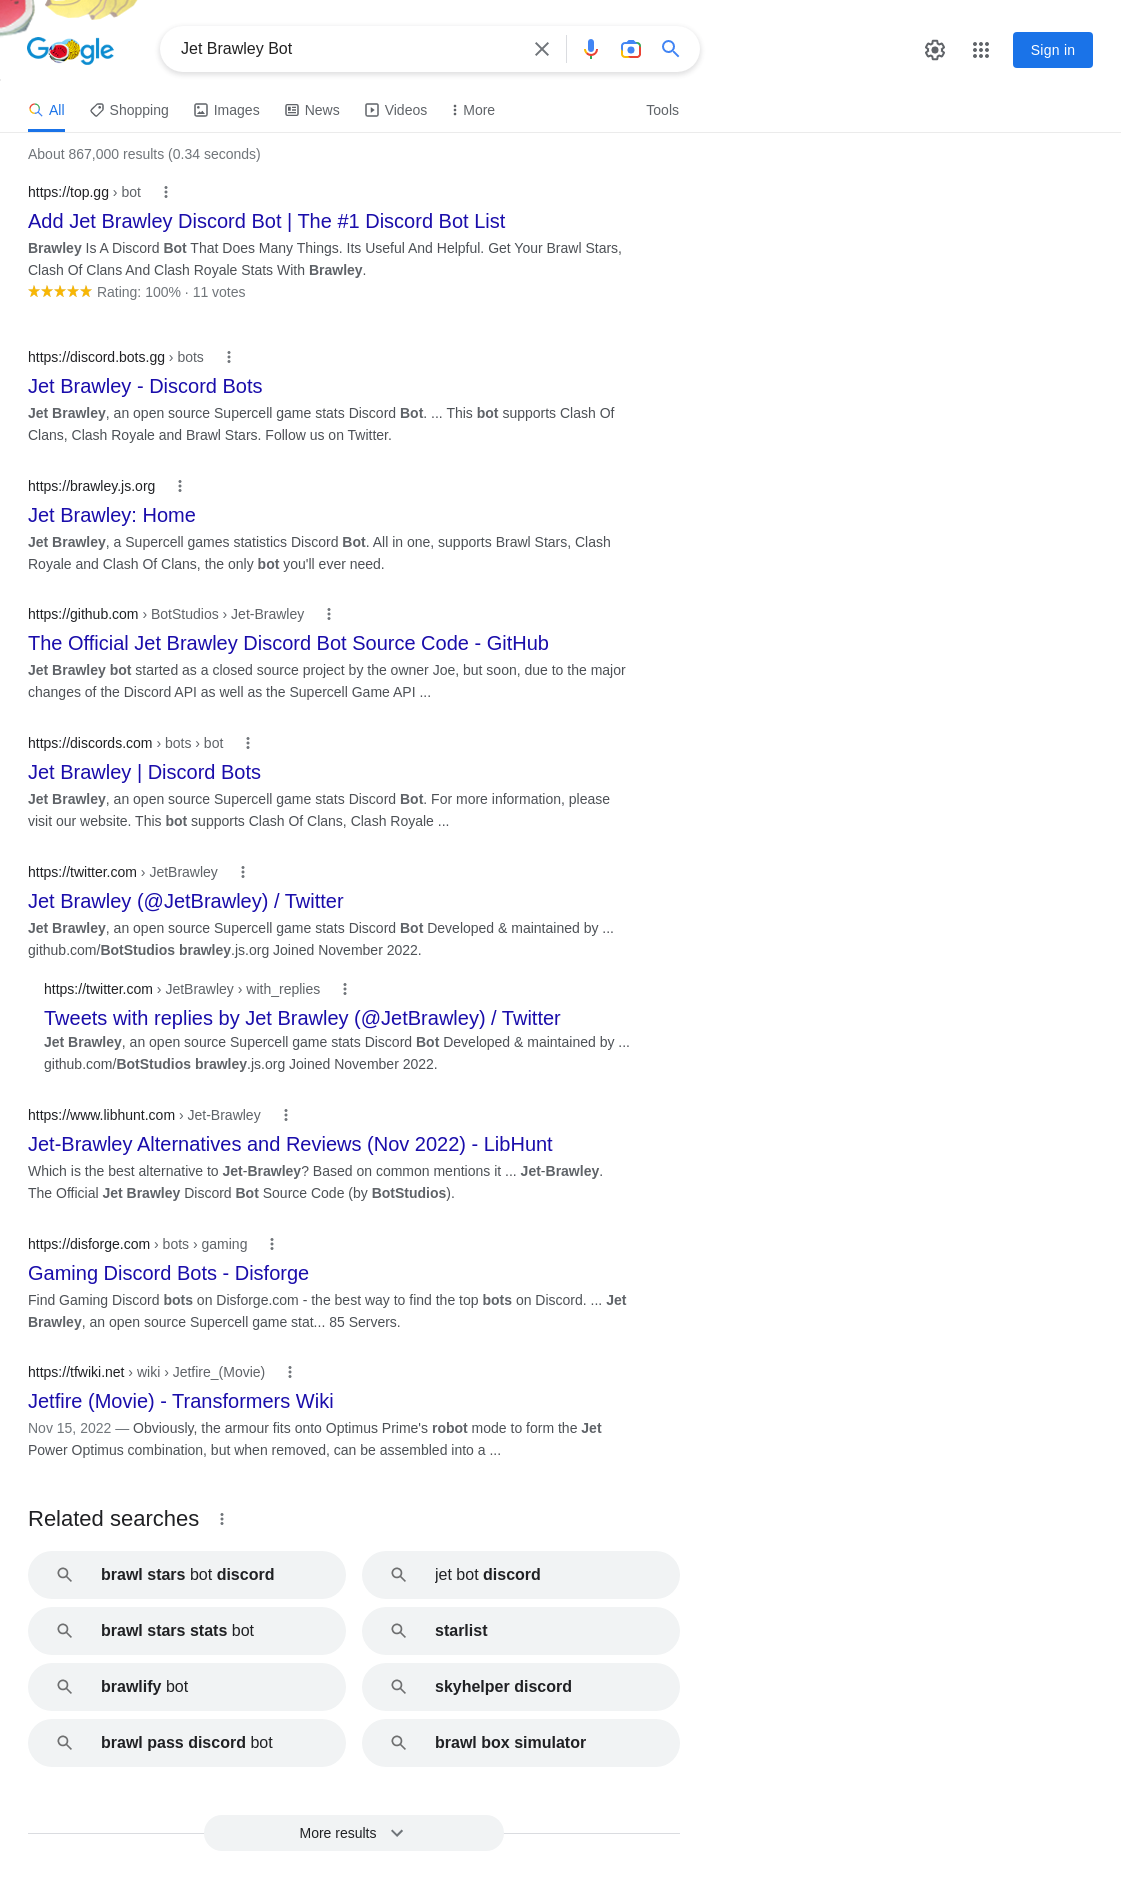 Google
Jet Brawley Bot
Sign in
All Shopping Images News Videos More Tools
About 867,000 results (0.34 seconds)
https://top.gg › bot
Add Jet Brawley Discord Bot | The #1 Discord Bot List
Brawley Is A Discord Bot That Does Many Things. Its Useful And Helpful. Get Your Brawl Stars,
Clash Of Clans And Clash Royale Stats With Brawley.
Rating: 100% · 11 votes
https://discord.bots.gg › bots
Jet Brawley - Discord Bots
Jet Brawley, an open source Supercell game stats Discord Bot. ... This bot supports Clash Of
Clans, Clash Royale and Brawl Stars. Follow us on Twitter.
https://brawley.js.org
Jet Brawley: Home
Jet Brawley, a Supercell games statistics Discord Bot. All in one, supports Brawl Stars, Clash
Royale and Clash Of Clans, the only bot you'll ever need.
https://github.com › BotStudios › Jet-Brawley
The Official Jet Brawley Discord Bot Source Code - GitHub
Jet Brawley bot started as a closed source project by the owner Joe, but soon, due to the major
changes of the Discord API as well as the Supercell Game API ...
https://discords.com › bots › bot
Jet Brawley | Discord Bots
Jet Brawley, an open source Supercell game stats Discord Bot. For more information, please
visit our website. This bot supports Clash Of Clans, Clash Royale ...
https://twitter.com › JetBrawley
Jet Brawley (@JetBrawley) / Twitter
Jet Brawley, an open source Supercell game stats Discord Bot Developed & maintained by ...
github.com/BotStudios brawley.js.org Joined November 2022.
https://twitter.com › JetBrawley › with_replies
Tweets with replies by Jet Brawley (@JetBrawley) / Twitter
Jet Brawley, an open source Supercell game stats Discord Bot Developed & maintained by ...
github.com/BotStudios brawley.js.org Joined November 2022.
https://www.libhunt.com › Jet-Brawley
Jet-Brawley Alternatives and Reviews (Nov 2022) - LibHunt
Which is the best alternative to Jet-Brawley? Based on common mentions it ... Jet-Brawley.
The Official Jet Brawley Discord Bot Source Code (by BotStudios).
https://disforge.com › bots › gaming
Gaming Discord Bots - Disforge
Find Gaming Discord bots on Disforge.com - the best way to find the top bots on Discord. ... Jet
Brawley, an open source Supercell game stat... 85 Servers.
https://tfwiki.net › wiki › Jetfire_(Movie)
Jetfire (Movie) - Transformers Wiki
Nov 15, 2022 — Obviously, the armour fits onto Optimus Prime's robot mode to form the Jet
Power Optimus combination, but when removed, can be assembled into a ...
Related searches
brawl stars bot discord
jet bot discord
brawl stars stats bot
starlist
brawlify bot
skyhelper discord
brawl pass discord bot
brawl box simulator
More results